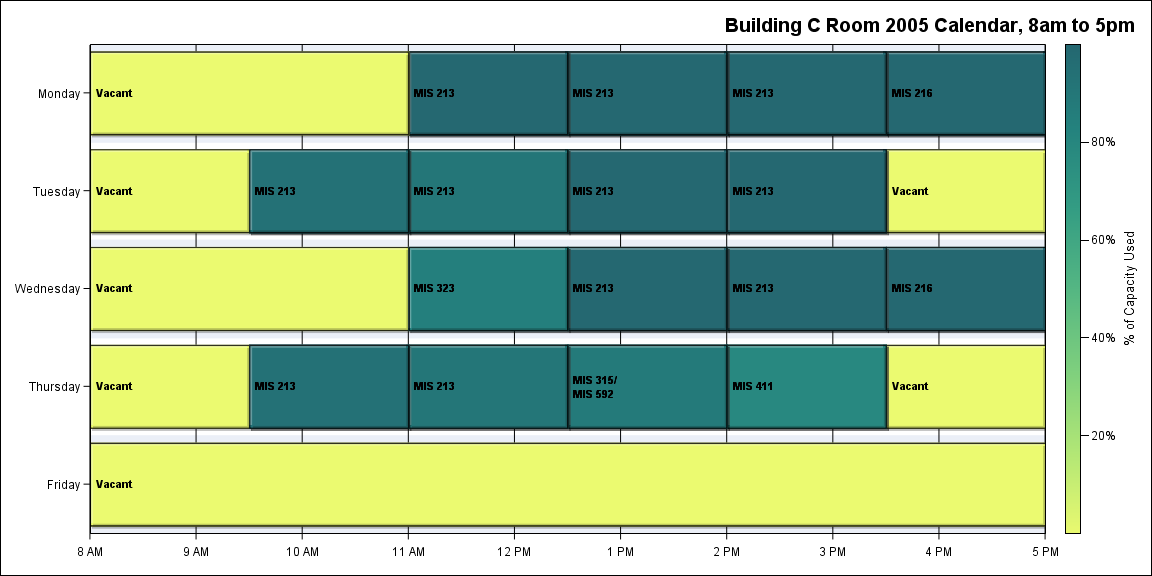 Building C Room 2005 Calendar, 8am to 5pm
Monday
Vacant
MIS 213
MIS 213
MIS 213
MIS 216
Tuesday
Vacant
MIS 213
MIS 213
MIS 213
MIS 213
Vacant
Wednesday
Vacant
MIS 323
MIS 213
MIS 213
MIS 216
Thursday
Vacant
MIS 213
MIS 213
MIS 315/
MIS 592
MIS 411
Vacant
Friday
Vacant
8 AM
9 AM
10 AM
11 AM
12 PM
1 PM
2 PM
3 PM
4 PM
5 PM
80%
60%
40%
20%
% of Capacity Used